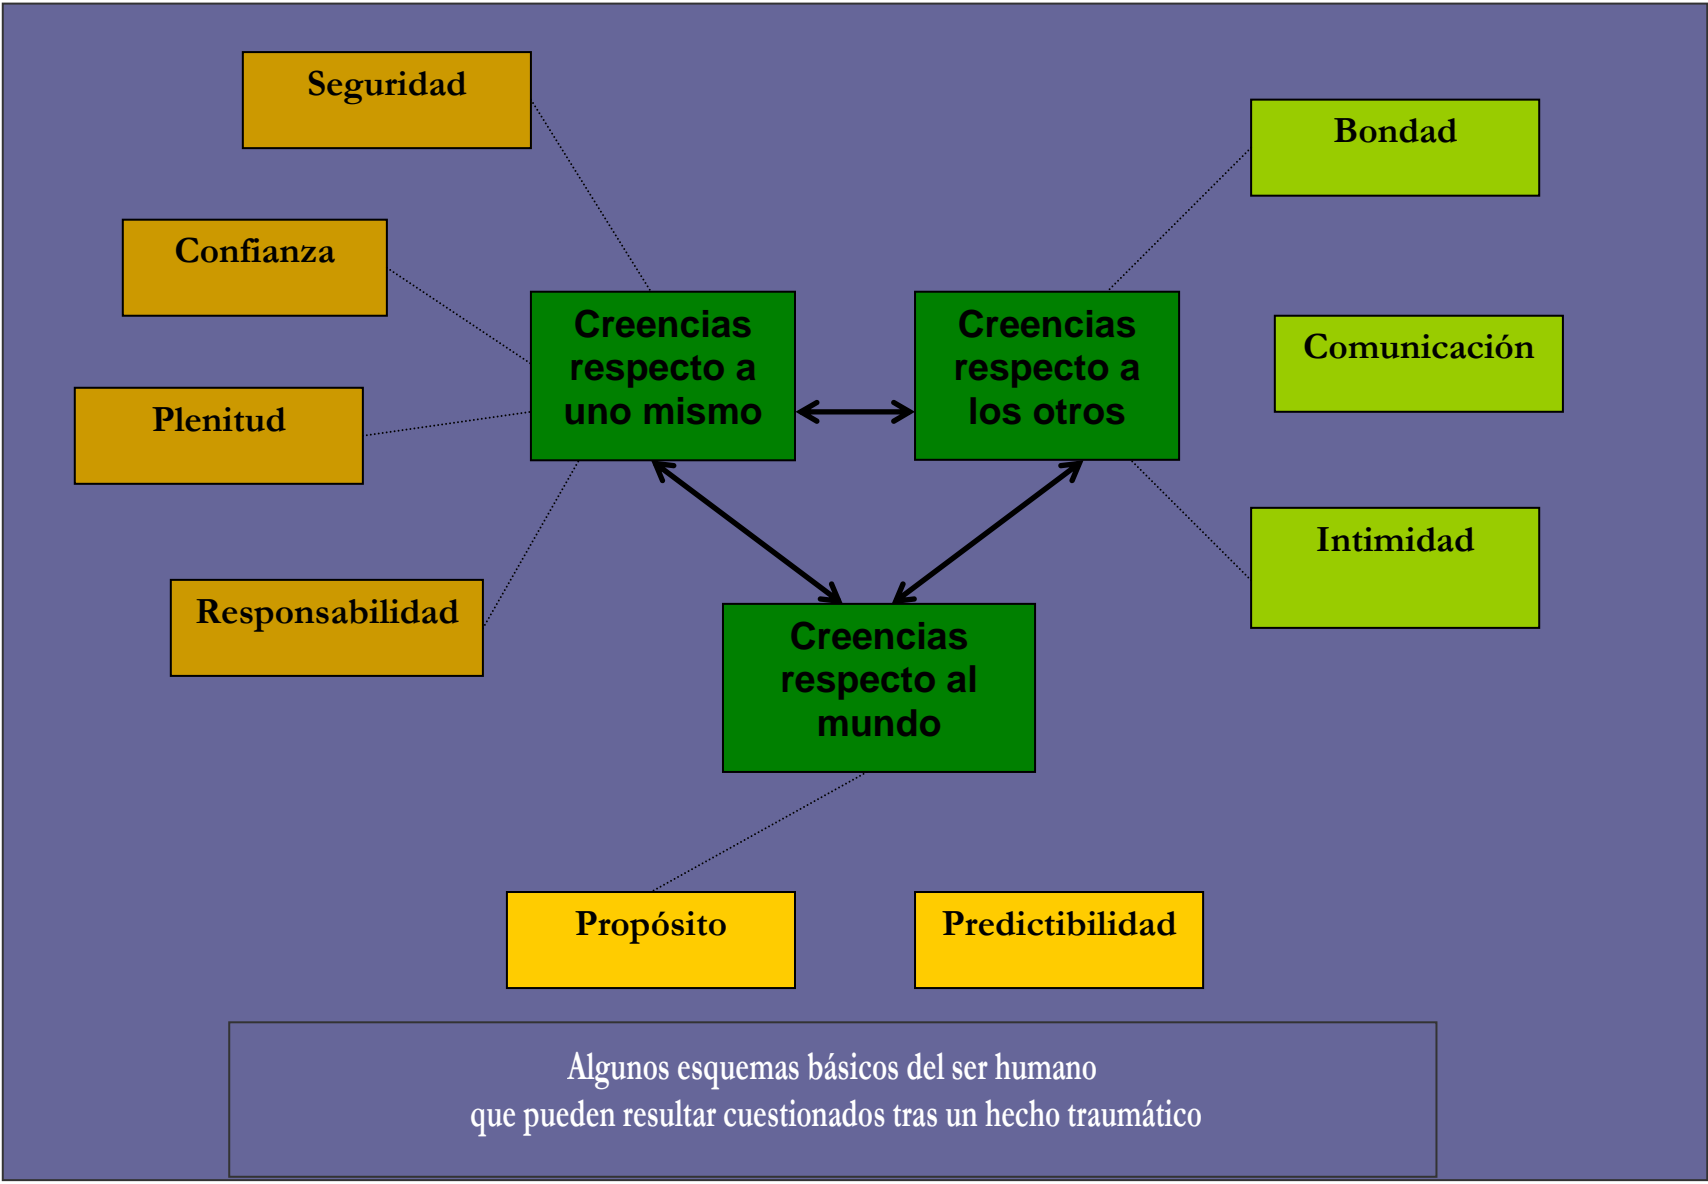 Seguridad
Bondad
Confianza
Creencias
respecto a
uno mismo
Creencias
respecto a
los otros
Comunicación
Plenitud
Intimidad
Responsabilidad
Creencias
respecto al
mundo
Propósito
Predictibilidad
Algunos esquemas básicos del ser humano
que pueden resultar cuestionados tras un hecho traumático